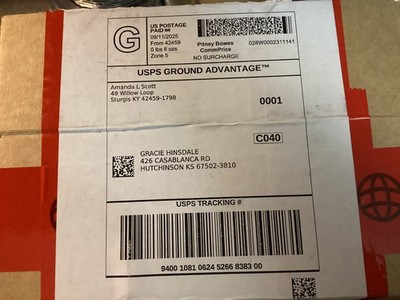 G
US POSTAGE
PAID IMI
09/11/2025
From 42459
0 lbs 6 ozs
Zone 5
Pitney Bowes
CommPrice
NO SURCHARGE
028W0002311141
USPS GROUND ADVANTAGE™
Amanda L Scott
49 Willow Loop
Sturgis KY 42459-1798
0001
C040
GRACIE HINSDALE
426 CASABLANCA RD
HUTCHINSON KS 67502-3810
USPS TRACKING #
9400 1081 0624 5266 8383 00